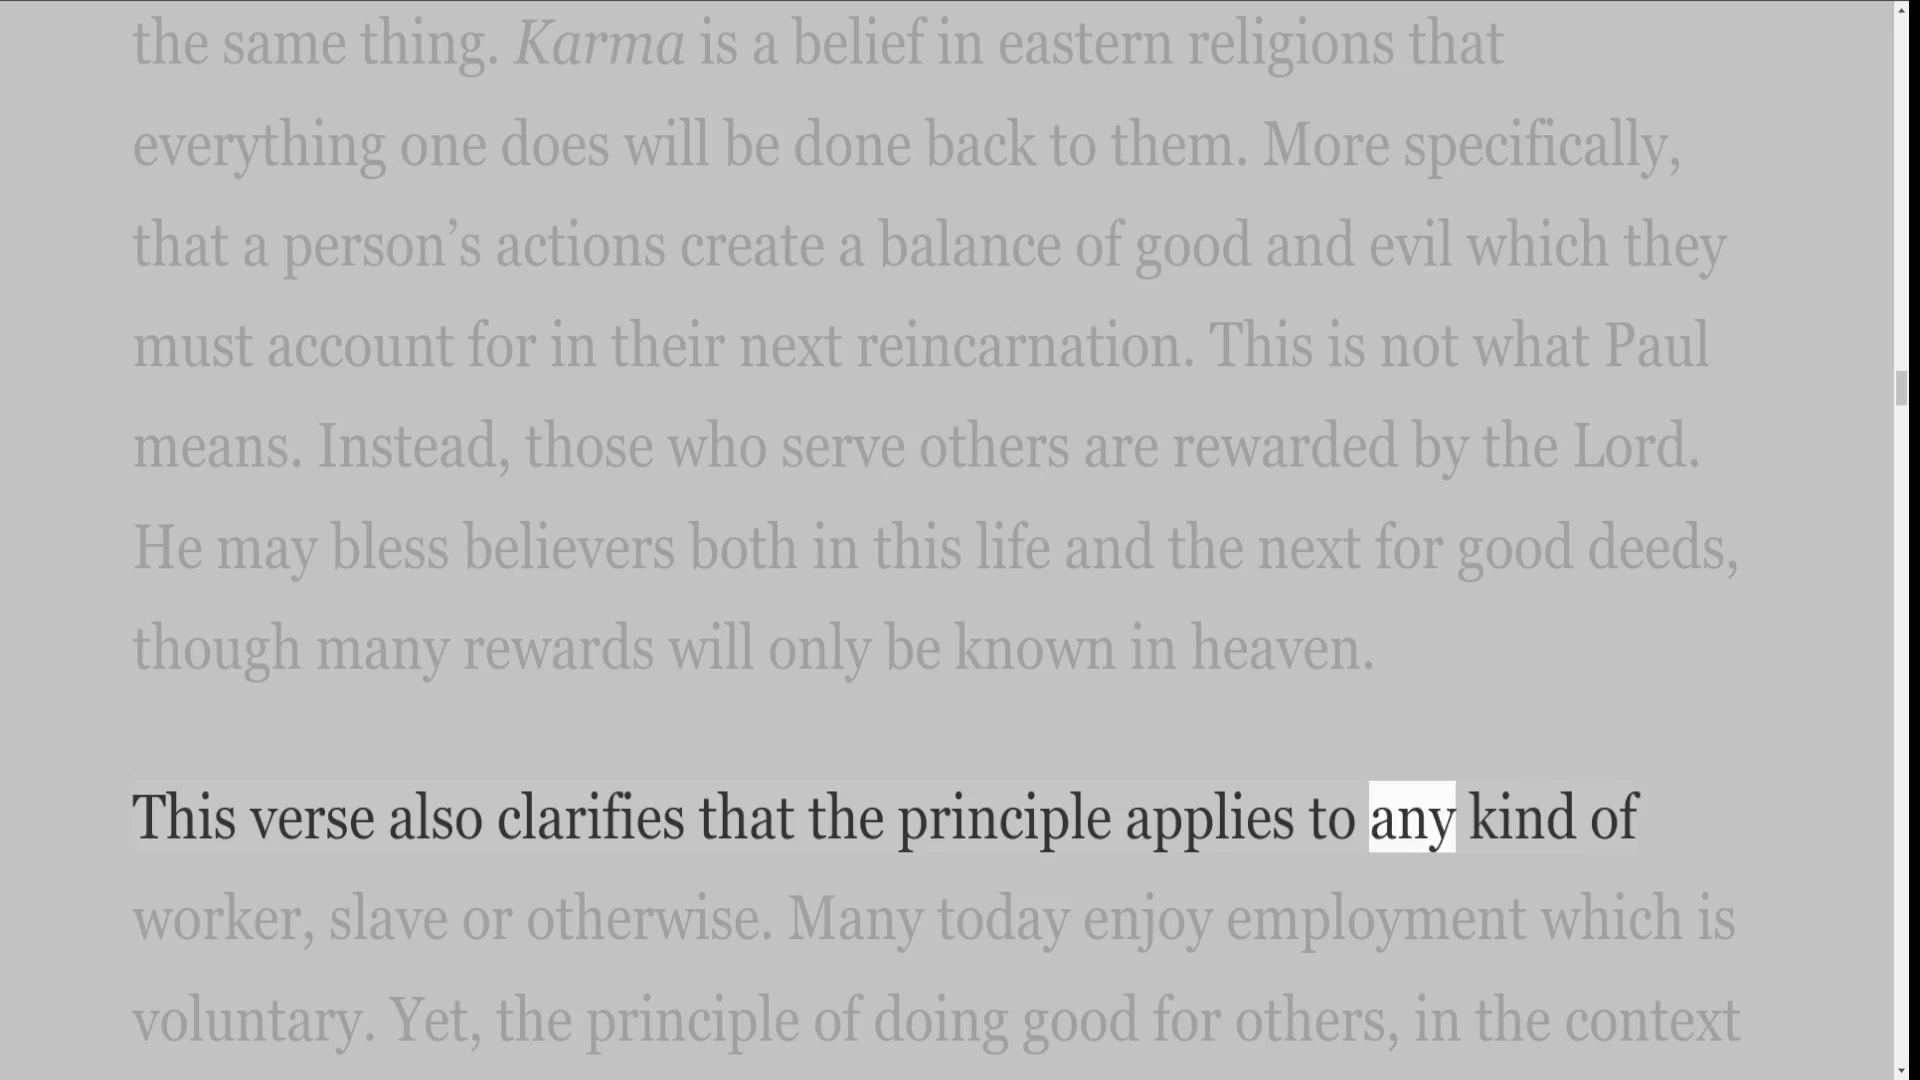 the same thing. Karma is a belief in eastern religions that
everything one does will be done back to them. More specifically,
that a person’s actions create a balance of good and evil which they
must account for in their next reincarnation. This is not what Paul
means. Instead, those who serve others are rewarded by the Lord.
He may bless believers both in this life and the next for good deeds,
though many rewards will only be known in heaven.
This verse also clarifies that the principle applies to any kind of
worker, slave or otherwise. Many today enjoy employment which is
voluntary. Yet, the principle of doing good for others, in the context